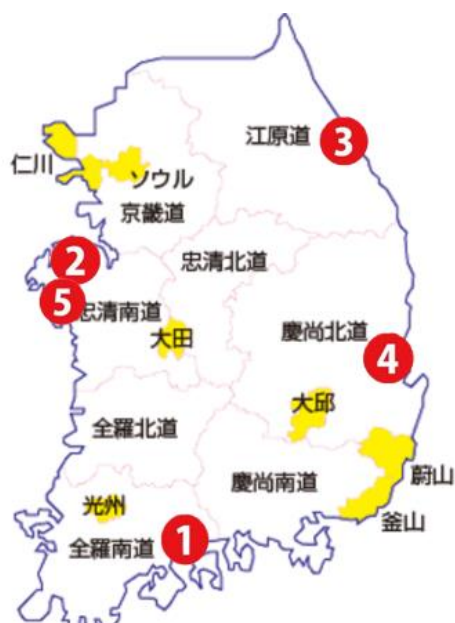 江原道 3
仁川
ソウル
京畿道
2
忠清北道
5
忠清南道
大田
慶尚北道
4
大邱
全羅北道
慶尚南道
蔚山
光州
釜山
全羅南道
1